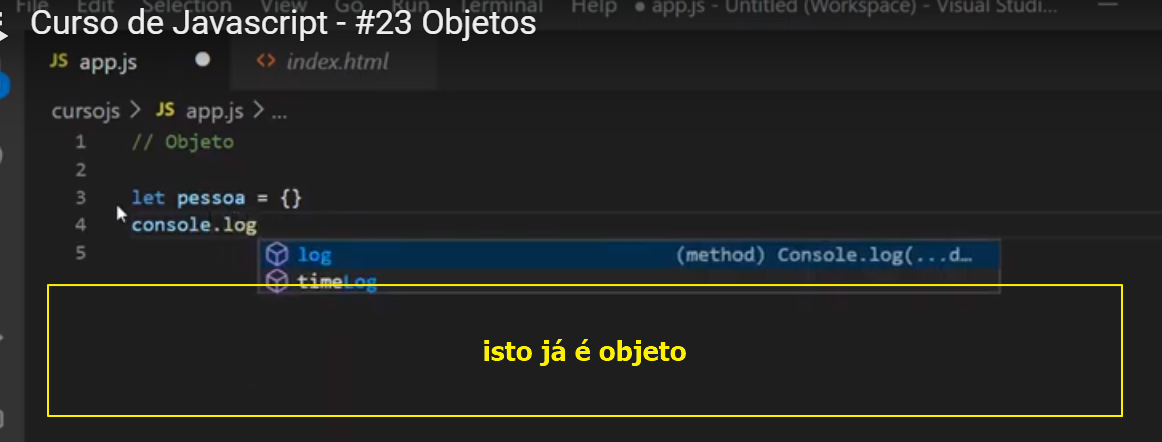 File Edit Selection View Go Run Terminal Help ● app.js - Untitled (Workspace) - Visual Studi...
Curso de Javascript - #23 Objetos
JS app.js ● <> index.html
cursojs > JS app.js > ...
1 // Objeto
2
3 let pessoa = {}
4 console.log
5
log (method) Console.log(...d…
timeLog
isto já é objeto